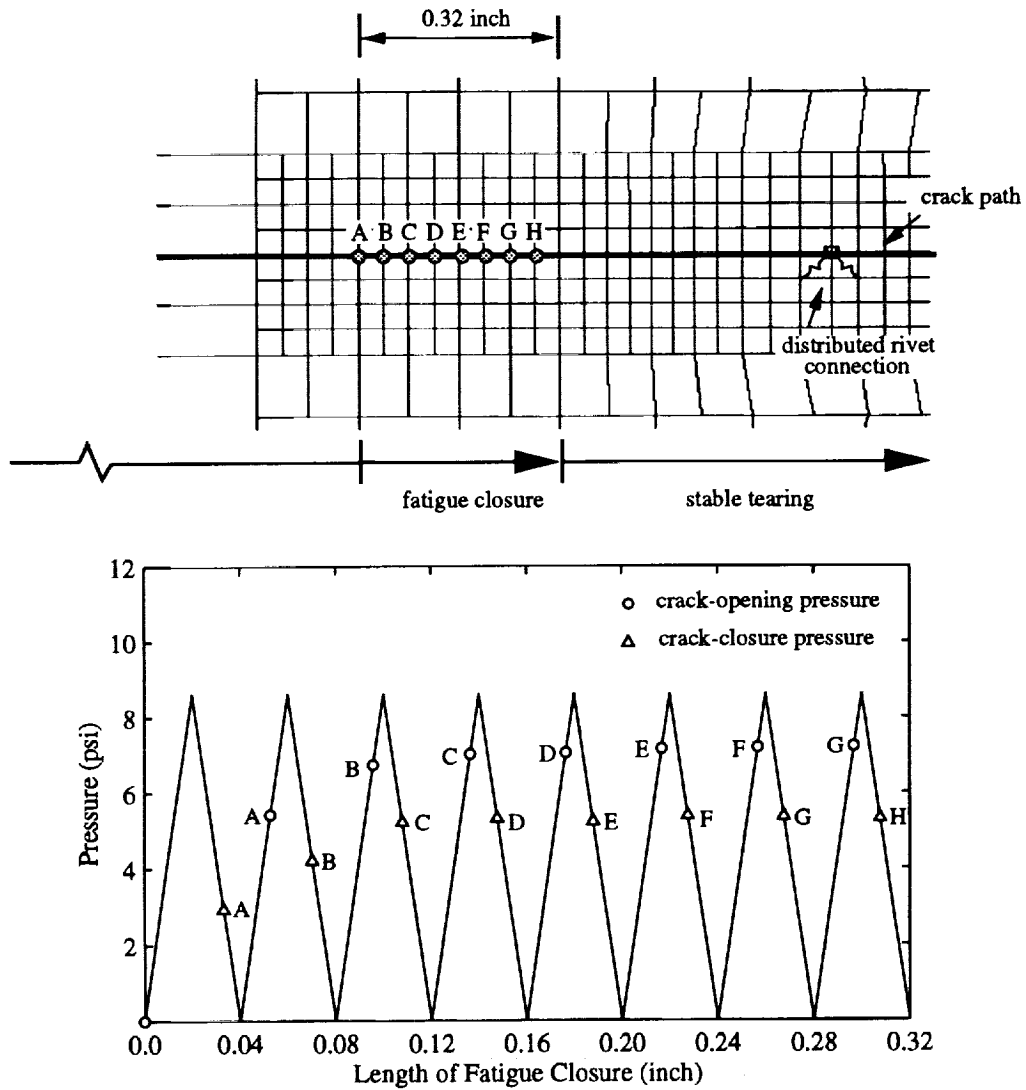 0.32 inch
crack path
A B C D E F G H
distributed rivet
connection
fatigue closure
stable tearing
12
10
8
6
4
2
Pressure (psi)
crack-opening pressure
crack-closure pressure
A
A
B
B
C
C
D
D
E
E
F
F
G
G
H
0.0 0.04 0.08 0.12 0.16 0.20 0.24 0.28 0.32
Length of Fatigue Closure (inch)